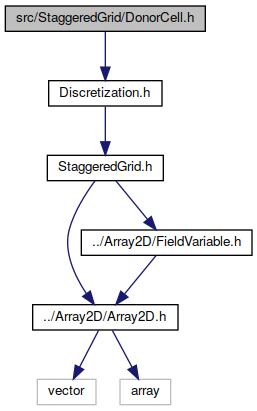 src/StaggeredGrid/DonorCell.h
Discretization.h
StaggeredGrid.h
../Array2D/FieldVariable.h
../Array2D/Array2D.h
vector
array